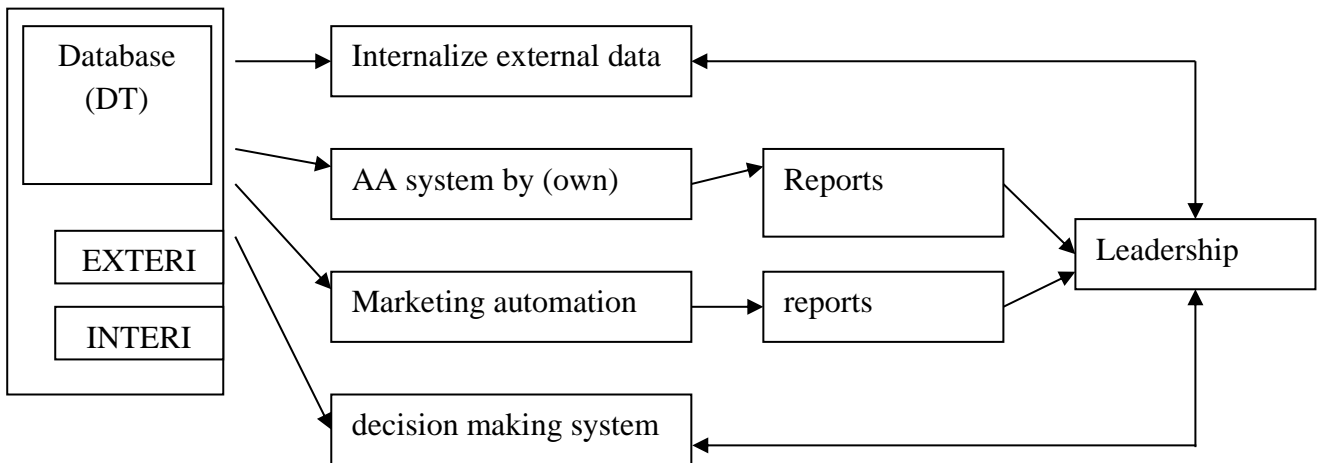 Database
(DT)
EXTERI
INTERI
Internalize external data
AA system by (own)
Marketing automation
decision making system
Reports
reports
Leadership